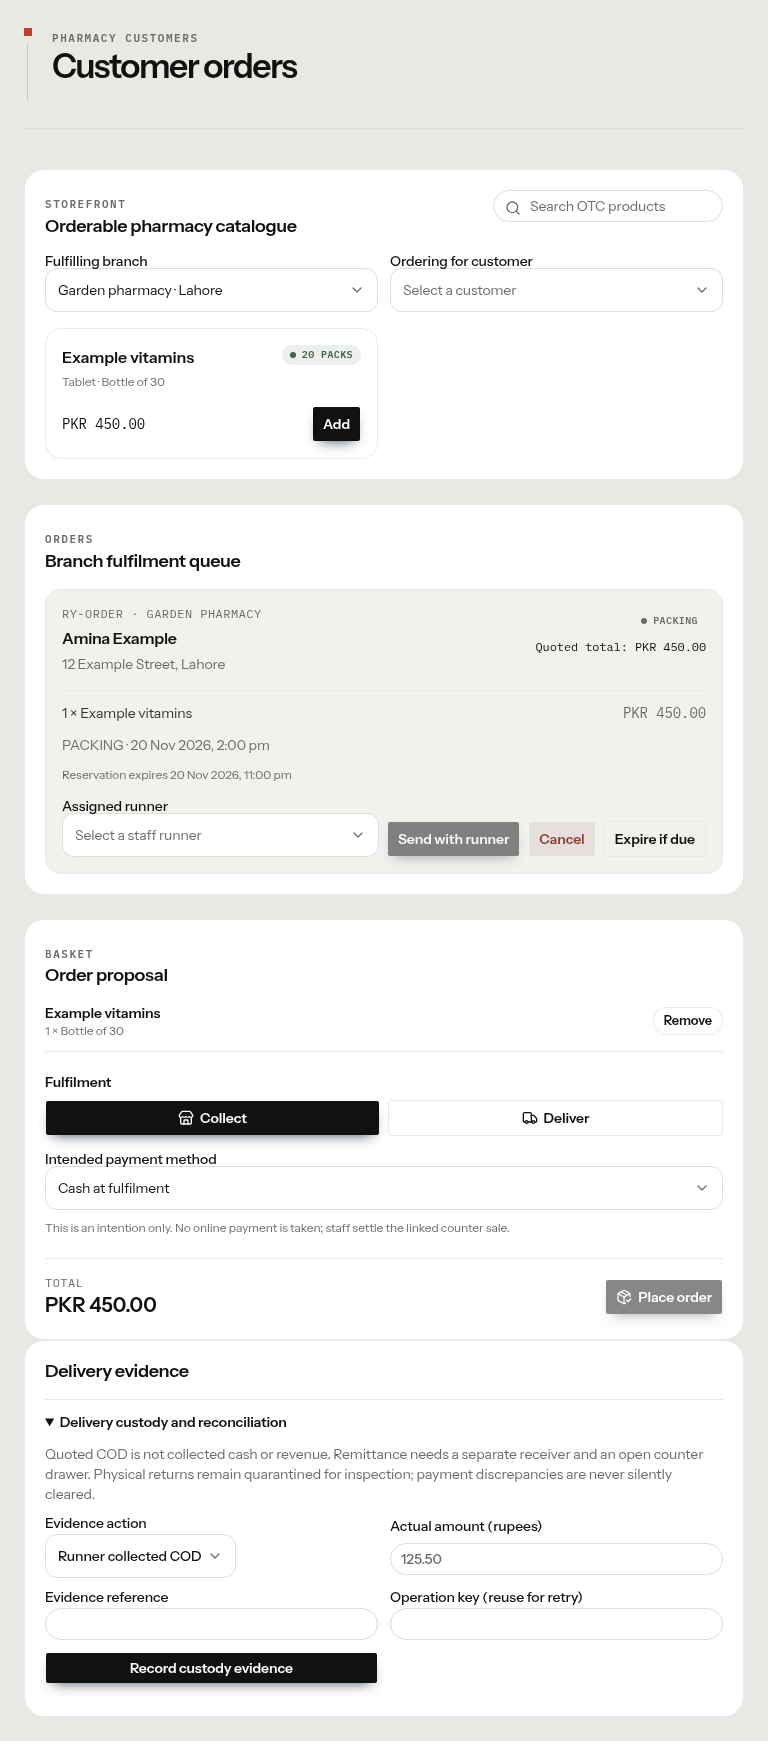 PHARMACY CUSTOMERS
Customer orders
STOREFRONT
Orderable pharmacy catalogue
Search OTC products
Fulfilling branch
Ordering for customer
Garden pharmacy · Lahore
Select a customer
Example vitamins
20 PACKS
Tablet · Bottle of 30
PKR 450.00
Add
ORDERS
Branch fulfilment queue
RY-ORDER · GARDEN PHARMACY
PACKING
Amina Example
Quoted total: PKR 450.00
12 Example Street, Lahore
1 × Example vitamins
PKR 450.00
PACKING · 20 Nov 2026, 2:00 pm
Reservation expires 20 Nov 2026, 11:00 pm
Assigned runner
Select a staff runner
Send with runner
Cancel
Expire if due
BASKET
Order proposal
Example vitamins
1 × Bottle of 30
Remove
Fulfilment
Collect
Deliver
Intended payment method
Cash at fulfilment
This is an intention only. No online payment is taken; staff settle the linked counter sale.
TOTAL
PKR 450.00
Place order
Delivery evidence
Delivery custody and reconciliation
Quoted COD is not collected cash or revenue. Remittance needs a separate receiver and an open counter
drawer. Physical returns remain quarantined for inspection; payment discrepancies are never silently
cleared.
Evidence action
Actual amount (rupees)
Runner collected COD
125.50
Evidence reference
Operation key (reuse for retry)
Record custody evidence